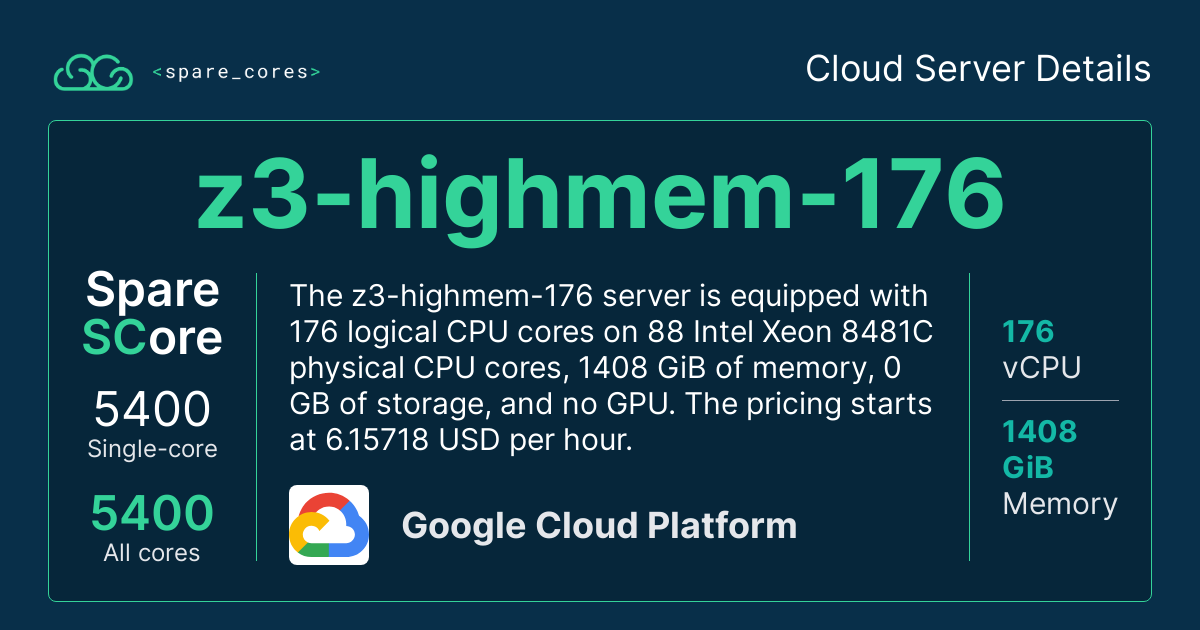 <spare_cores>
Cloud Server Details
z3-highmem-176
Spare
SCore
5400
Single-core
5400
All cores
The z3-highmem-176 server is equipped with
176 logical CPU cores on 88 Intel Xeon 8481C
physical CPU cores, 1408 GiB of memory, 0
GB of storage, and no GPU. The pricing starts
at 6.15718 USD per hour.
Google Cloud Platform
176
vCPU
1408
GiB
Memory